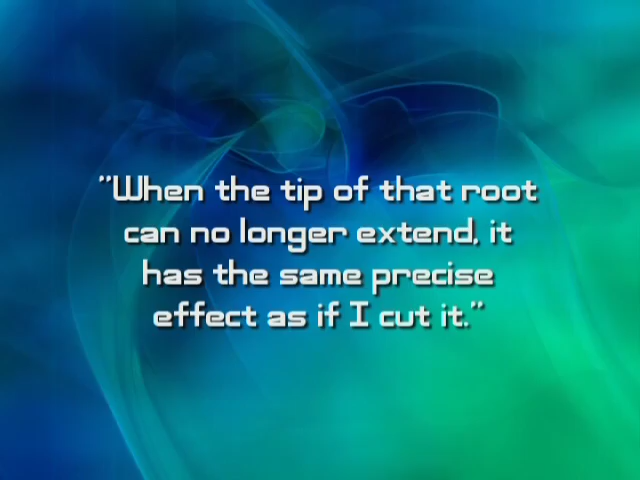 "When the tip of that root
can no longer extend, it
has the same precise
effect as if I cut it."